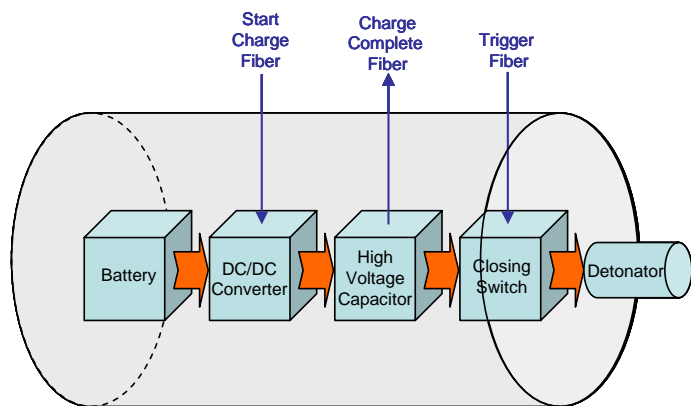 Start
Charge
Fiber
Charge
Complete
Fiber
Trigger
Fiber
Battery
DC/DC
Converter
High
Voltage
Capacitor
Closing
Switch
Detonator